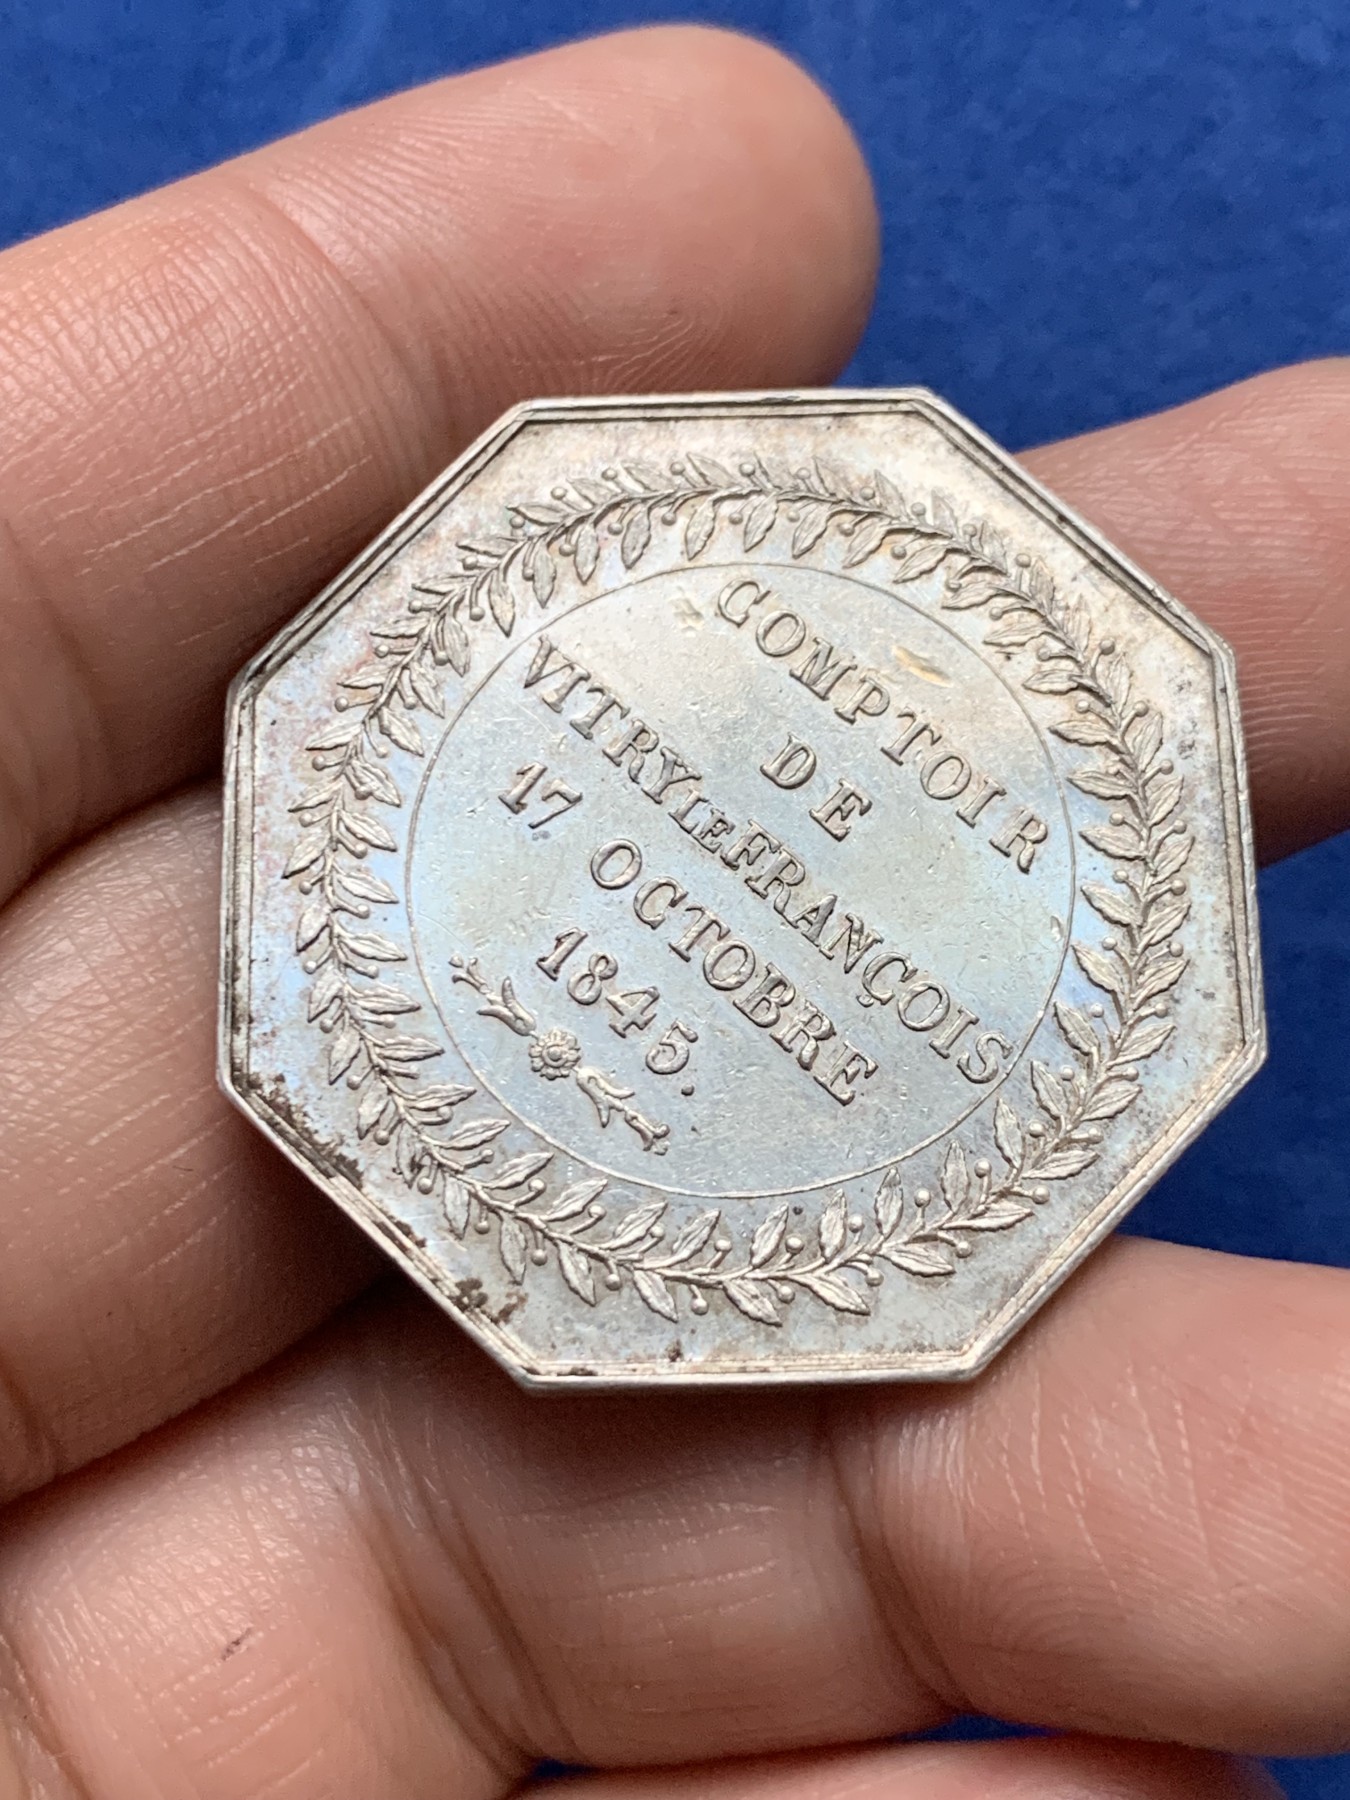 COMPTOIR
DE
VITRY LE FRANÇOIS
17 OCTOBRE
1845.